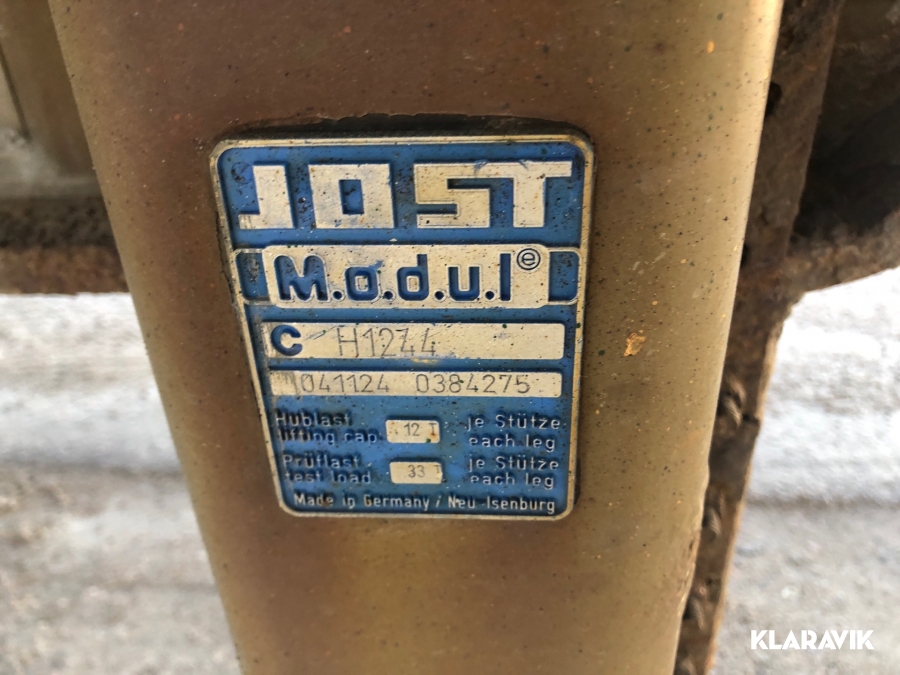 JOST
M.o.d.u.l ⓔ
C H1244
041124 0384275
Hublast je Stütze
lifting cap. 12 T each leg
Prüflast je Stütze
test load 33 T each leg
Made in Germany / Neu-Isenburg
KLARAVIK